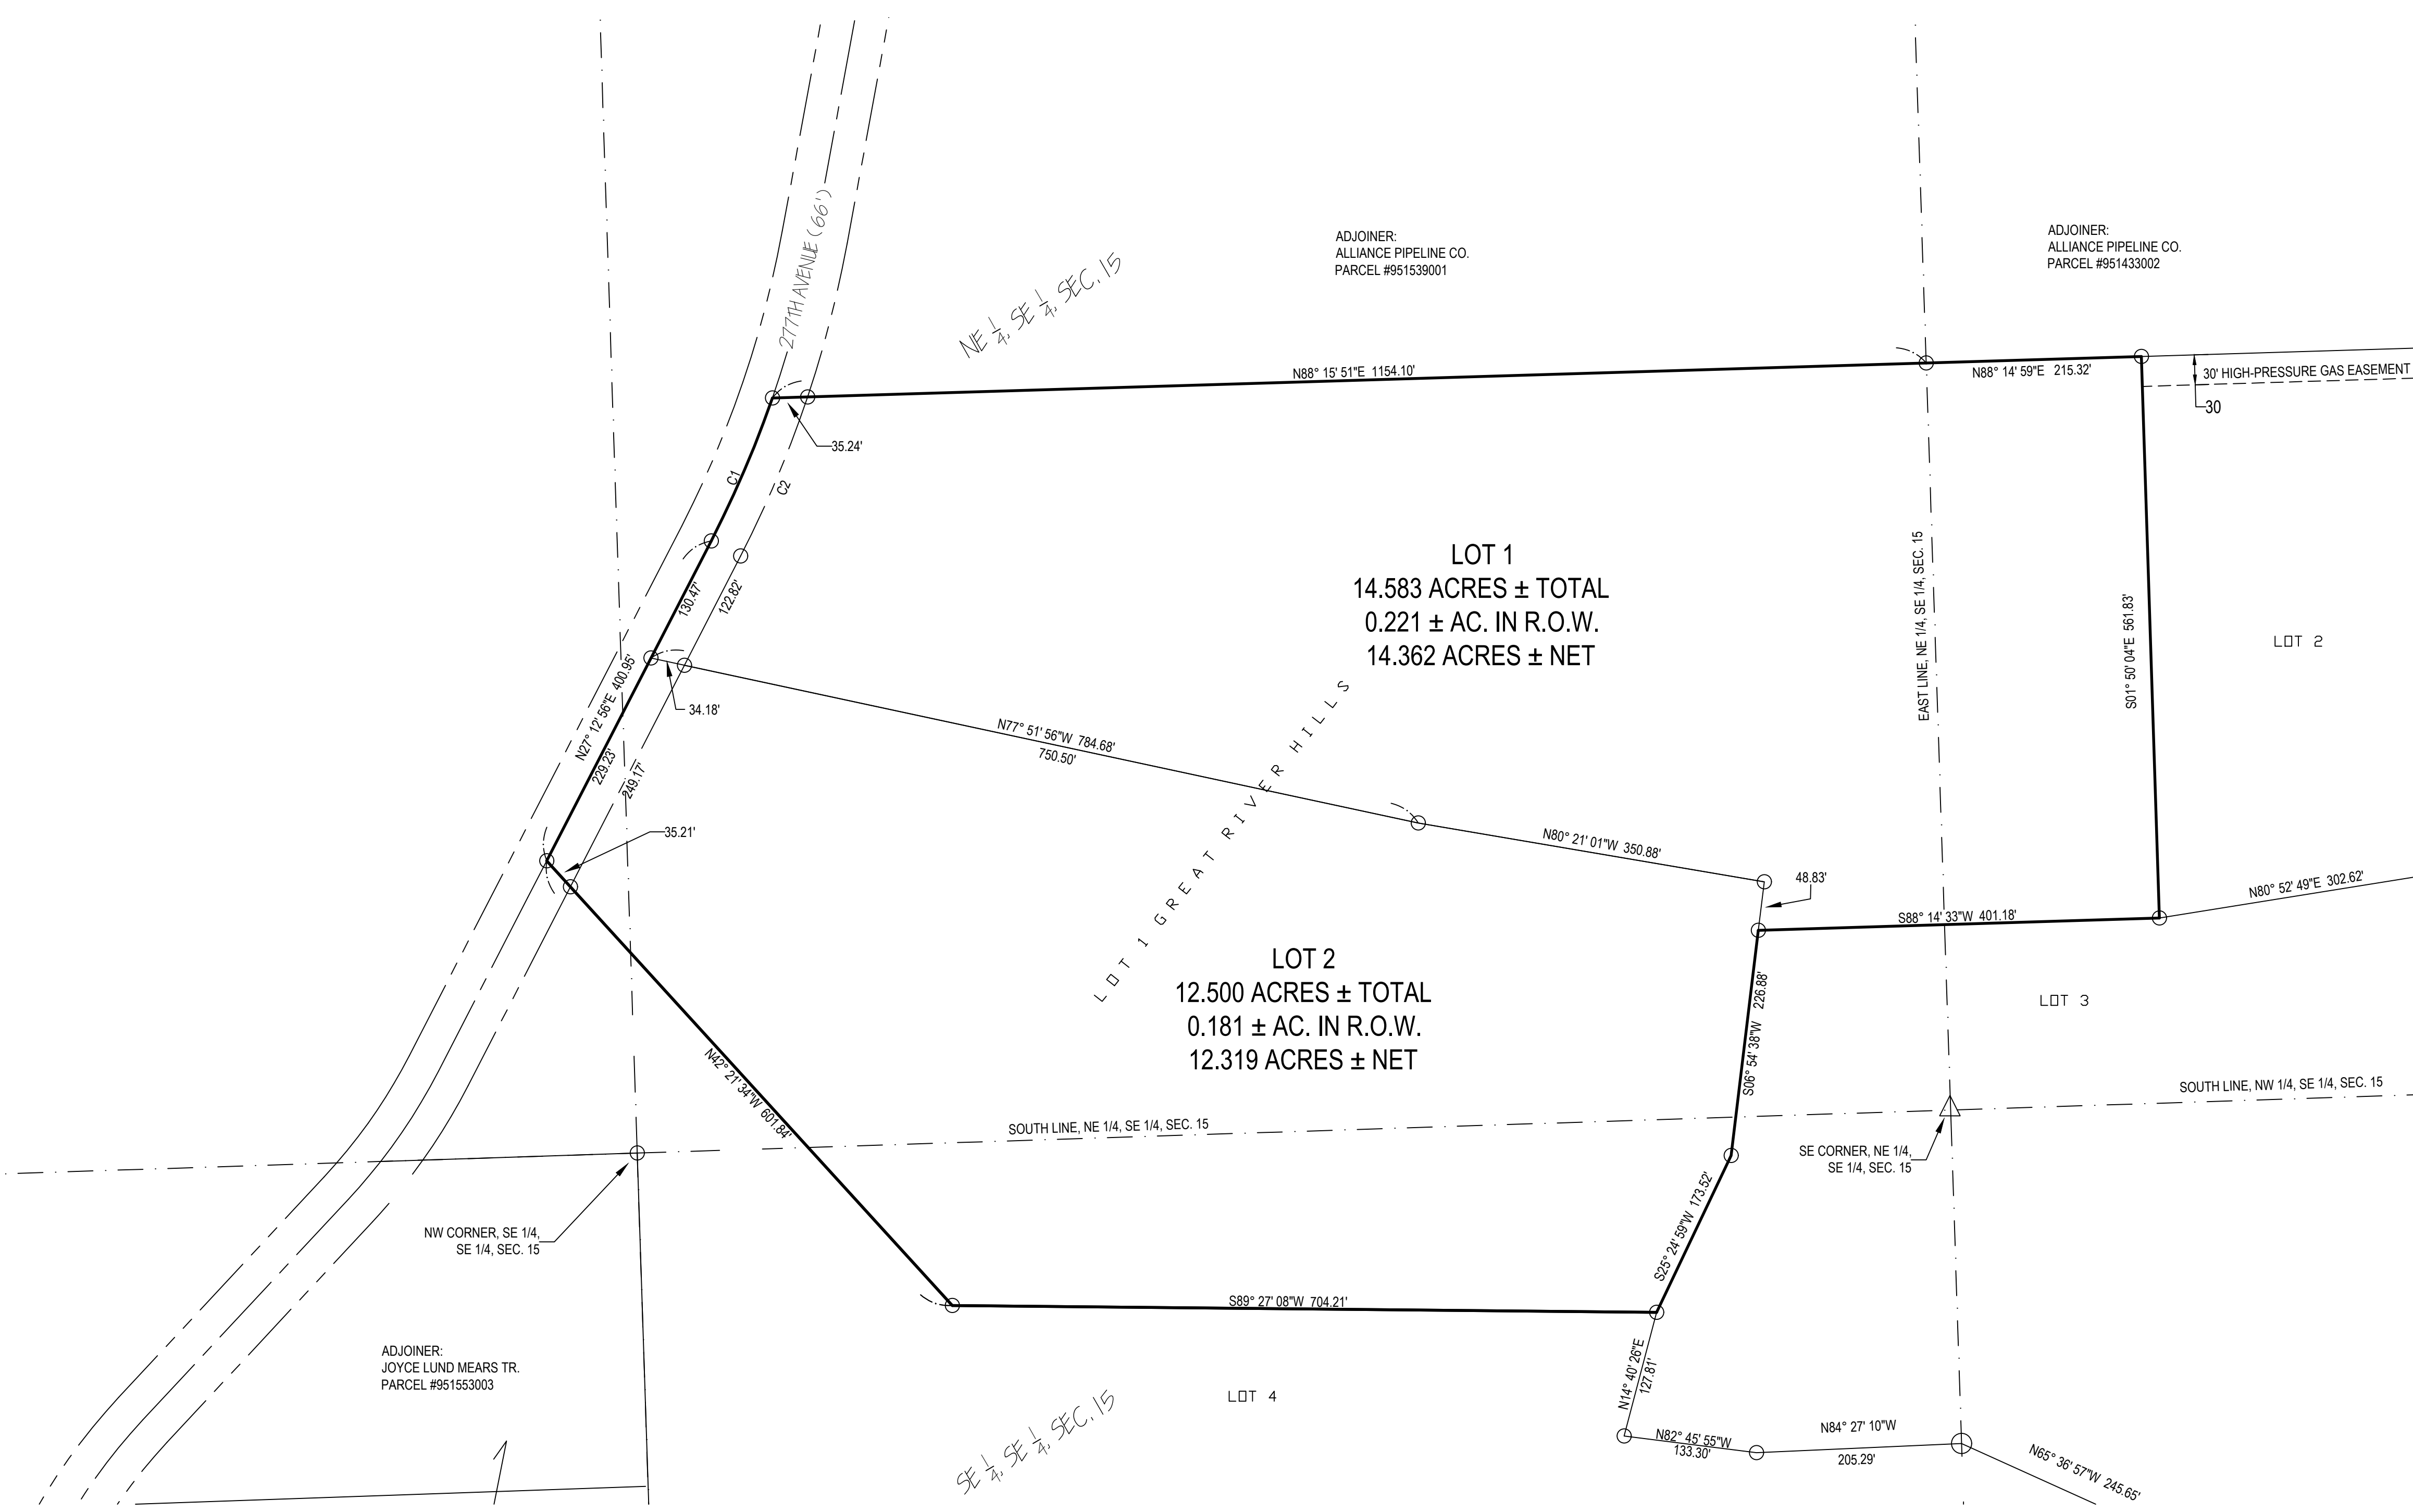 277TH AVENUE (66')
ADJOINER:
ALLIANCE PIPELINE CO.
PARCEL #951539001
ADJOINER:
ALLIANCE PIPELINE CO.
PARCEL #951433002
NE 1/4, SE 1/4, SEC. 15
N88° 15' 51"E 1154.10'
N88° 14' 59"E 215.32'
30' HIGH-PRESSURE GAS EASEMENT
30
35.24'
C1
C2
LOT 1
14.583 ACRES ± TOTAL
0.221 ± AC. IN R.O.W.
14.362 ACRES ± NET
EAST LINE, NE 1/4, SE 1/4, SEC. 15
S01° 50' 04"E 561.83'
LOT 2
130.47'
122.82'
N27° 12' 56"E 400.95'
34.18'
229.23'
249.17'
N77° 51' 56"W 784.68'
750.50'
LOT 1 GREAT RIVER HILLS
35.21'
N80° 21' 01"W 350.88'
48.83'
N80° 52' 49"E 302.62'
S88° 14' 33"W 401.18'
LOT 2
12.500 ACRES ± TOTAL
0.181 ± AC. IN R.O.W.
12.319 ACRES ± NET
S06° 54' 38"W 226.88'
LOT 3
N42° 21' 34"W 601.84'
SOUTH LINE, NE 1/4, SE 1/4, SEC. 15
SOUTH LINE, NW 1/4, SE 1/4, SEC. 15
SE CORNER, NE 1/4,
SE 1/4, SEC. 15
NW CORNER, SE 1/4,
SE 1/4, SEC. 15
S25° 24' 59"W 173.52'
S89° 27' 08"W 704.21'
ADJOINER:
JOYCE LUND MEARS TR.
PARCEL #951553003
LOT 4
SE 1/4, SE 1/4, SEC. 15
N14° 40' 26"E
127.81'
N82° 45' 55"W
133.30'
N84° 27' 10"W
205.29'
N65° 36' 57"W 245.65'